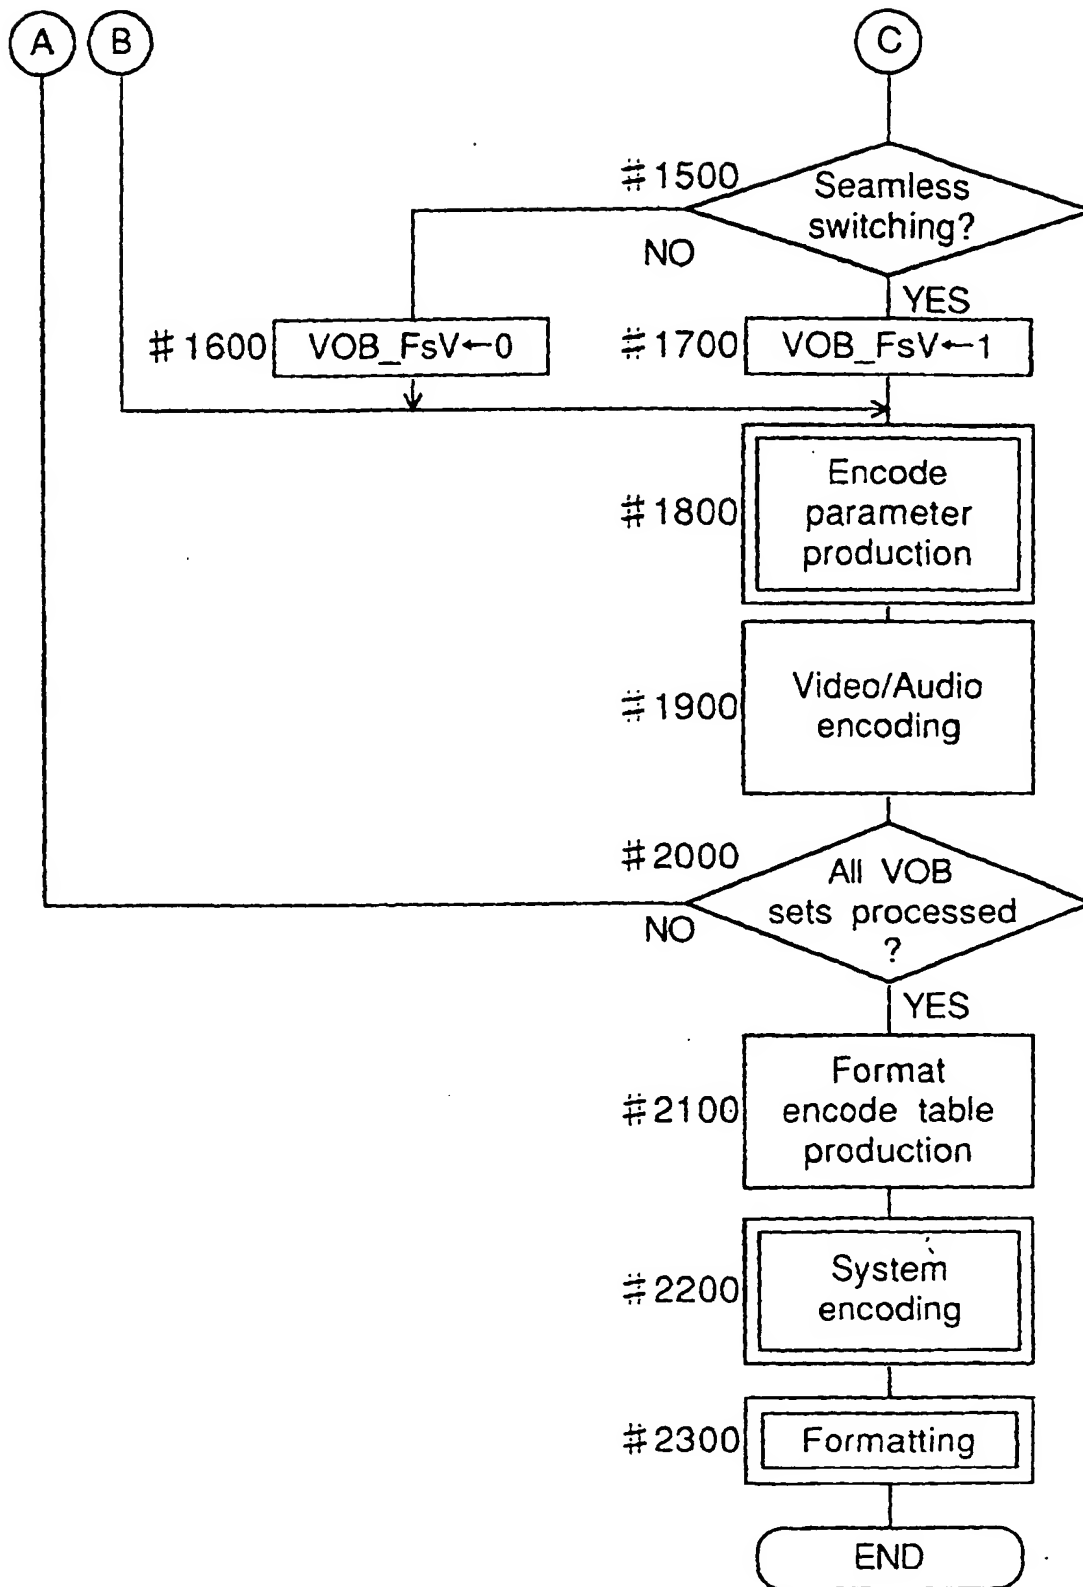 A B C
#1500
Seamless
switching?
NO
YES
#1600 VOB_FsV←0
#1700 VOB_FsV←1
#1800
Encode
parameter
production
#1900
Video/Audio
encoding
#2000
All VOB
sets processed
?
NO
YES
#2100
Format
encode table
production
#2200
System
encoding
#2300 Formatting
END